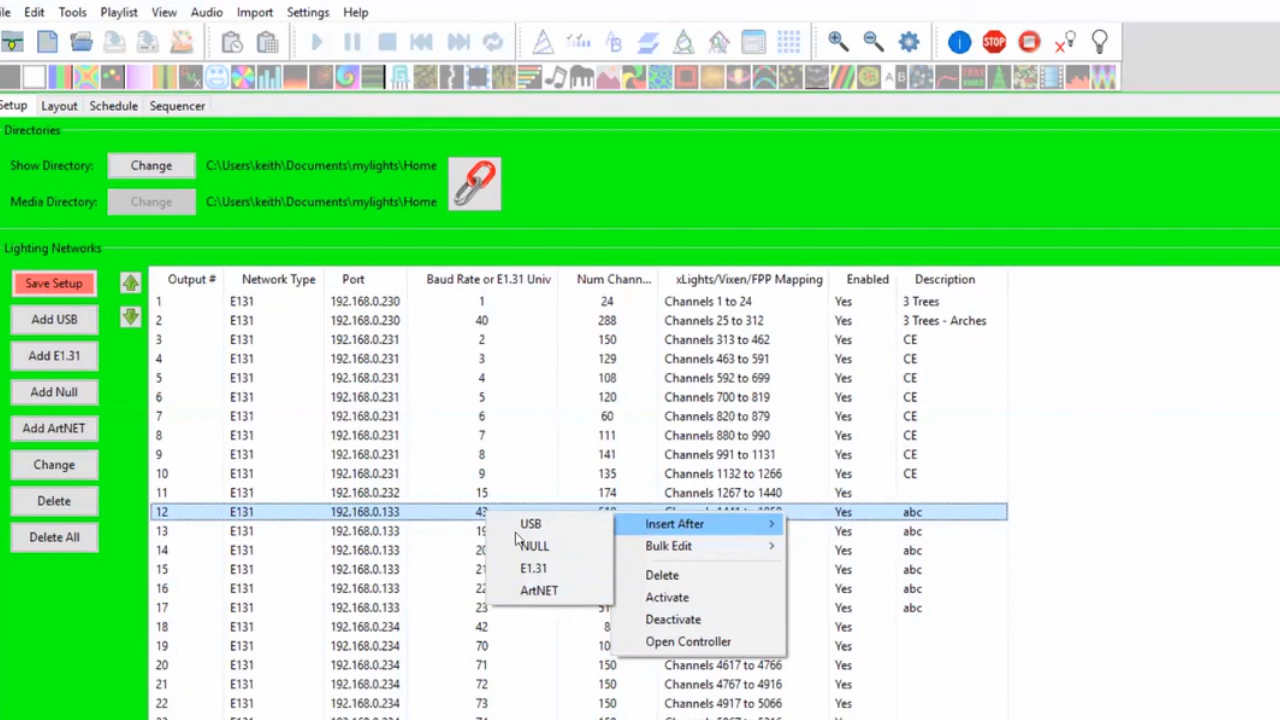 ile Edit Tools Playlist View Audio Import Settings Help
STOP
Setup Layout Schedule Sequencer
Directories
Show Directory: Change C:\Users\keith\Documents\mylights\Home
Media Directory: Change C:\Users\keith\Documents\mylights\Home
Lighting Networks
Save Setup
Add USB
Add E1.31
Add Null
Add ArtNET
Change
Delete
Delete All
Output # Network Type Port Baud Rate or E1.31 Univ Num Chann... xLights/Vixen/FPP Mapping Enabled Description
1 E131 192.168.0.230 1 24 Channels 1 to 24 Yes 3 Trees
2 E131 192.168.0.230 40 288 Channels 25 to 312 Yes 3 Trees - Arches
3 E131 192.168.0.231 2 150 Channels 313 to 462 Yes CE
4 E131 192.168.0.231 3 129 Channels 463 to 591 Yes CE
5 E131 192.168.0.231 4 108 Channels 592 to 699 Yes CE
6 E131 192.168.0.231 5 120 Channels 700 to 819 Yes CE
7 E131 192.168.0.231 6 60 Channels 820 to 879 Yes CE
8 E131 192.168.0.231 7 111 Channels 880 to 990 Yes CE
9 E131 192.168.0.231 8 141 Channels 991 to 1131 Yes CE
10 E131 192.168.0.231 9 135 Channels 1132 to 1266 Yes CE
11 E131 192.168.0.232 15 174 Channels 1267 to 1440 Yes
12 E131 192.168.0.133 43 Yes abc
13 E131 192.168.0.133 19 Yes abc
14 E131 192.168.0.133 20 Yes abc
15 E131 192.168.0.133 21 Yes abc
16 E131 192.168.0.133 22 Yes abc
17 E131 192.168.0.133 23 Yes abc
18 E131 192.168.0.234 42 Yes
19 E131 192.168.0.234 70 Yes
20 E131 192.168.0.234 71 150 Channels 4617 to 4766 Yes
21 E131 192.168.0.234 72 150 Channels 4767 to 4916 Yes
22 E131 192.168.0.234 73 150 Channels 4917 to 5066 Yes
USB
NULL
E1.31
ArtNET
Insert After
Bulk Edit
Delete
Activate
Deactivate
Open Controller